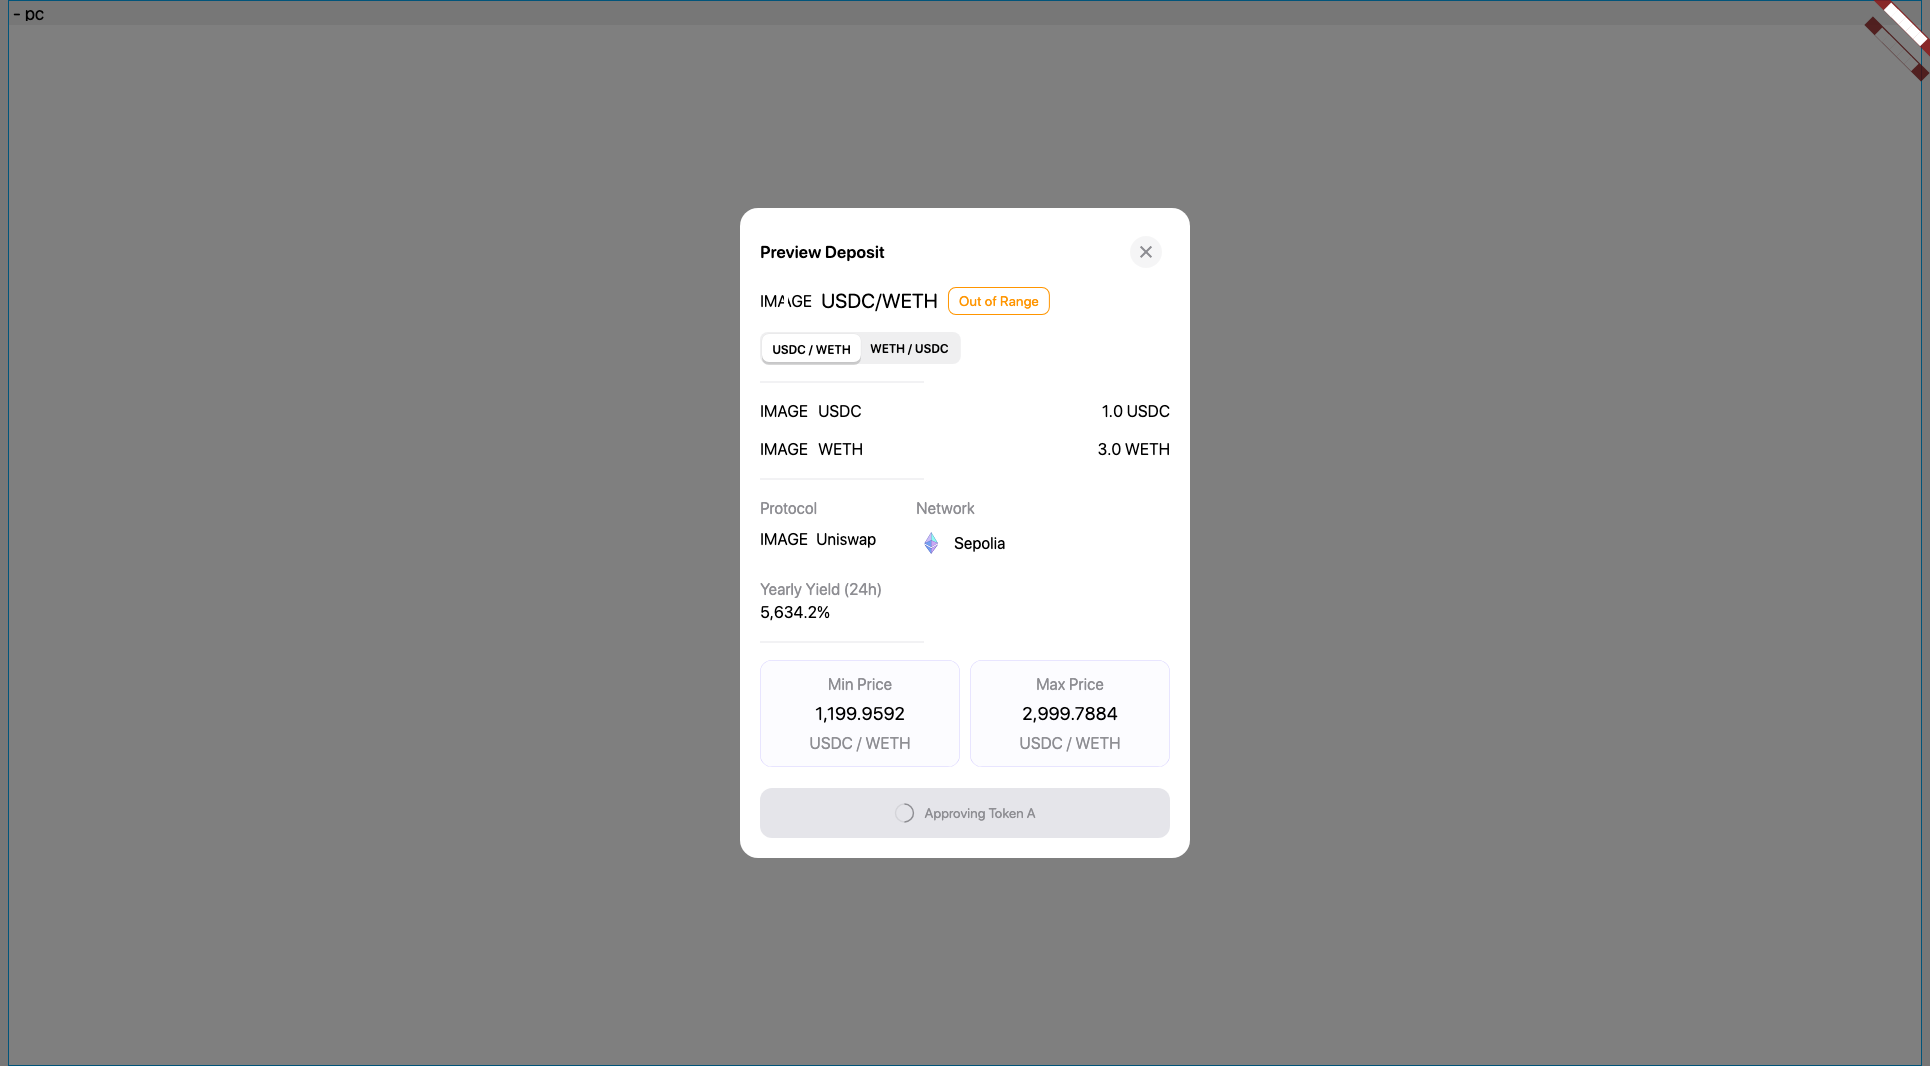 - pc
Preview Deposit
IMAGE USDC/WETH Out of Range
USDC / WETH WETH / USDC
IMAGE USDC 1.0 USDC
IMAGE WETH 3.0 WETH
Protocol Network
IMAGE Uniswap Sepolia
Yearly Yield (24h)
5,634.2%
Min Price Max Price
1,199.9592 2,999.7884
USDC / WETH USDC / WETH
Approving Token A